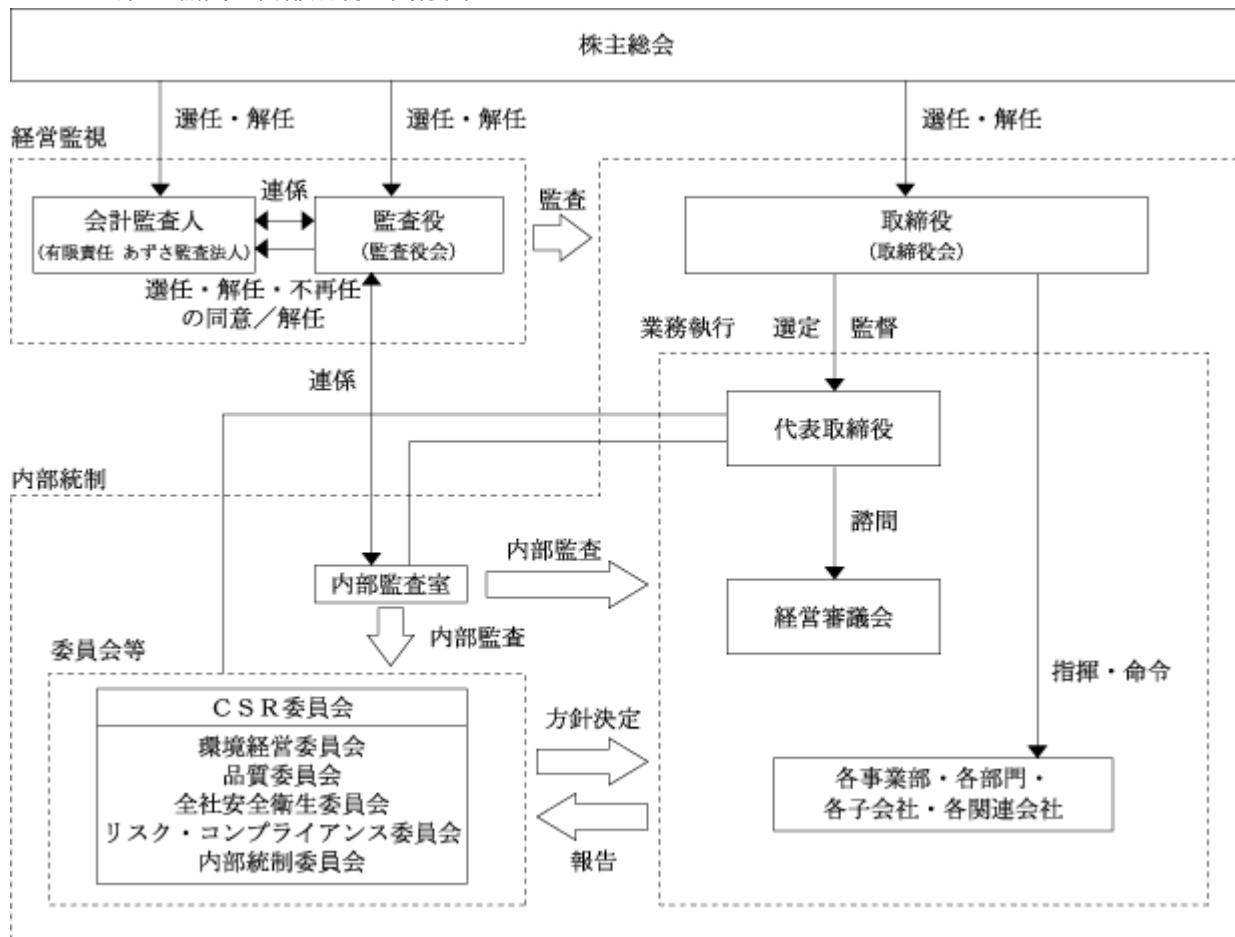 株主総会
選任・解任
選任・解任
選任・解任
経営監視
連係
監査
会計監査人
(有限責任 あずさ監査法人)
監査役
(監査役会)
取締役
(取締役会)
選任・解任・不再任
の同意／解任
業務執行
選定
監督
連係
代表取締役
内部統制
諮問
内部監査
内部監査室
経営審議会
内部監査
委員会等
指揮・命令
ＣＳＲ委員会
環境経営委員会
品質委員会
全社安全衛生委員会
リスク・コンプライアンス委員会
内部統制委員会
方針決定
各事業部・各部門・
各子会社・各関連会社
報告